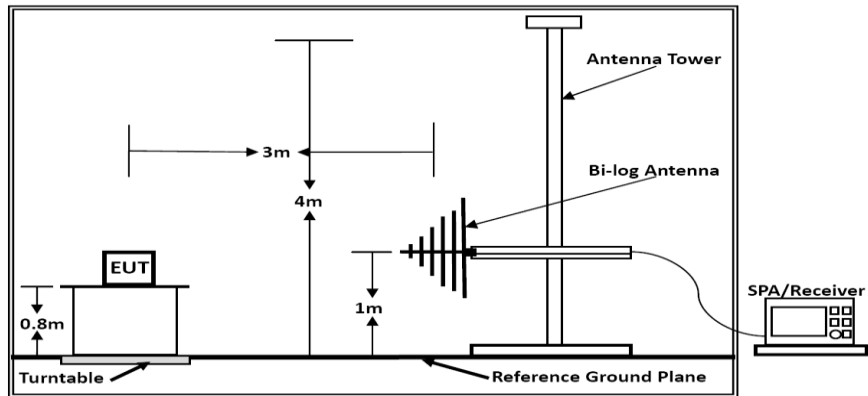 Antenna Tower
3m
Bi-log Antenna
4m
EUT
SPA/Receiver
0.8m
1m
Turntable
Reference Ground Plane